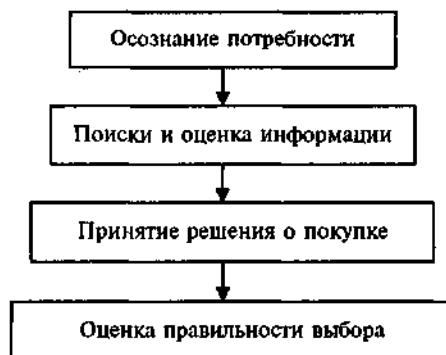 Осознание потребности
Поиски и оценка информации
Принятие решения о покупке
Оценка правильности выбора